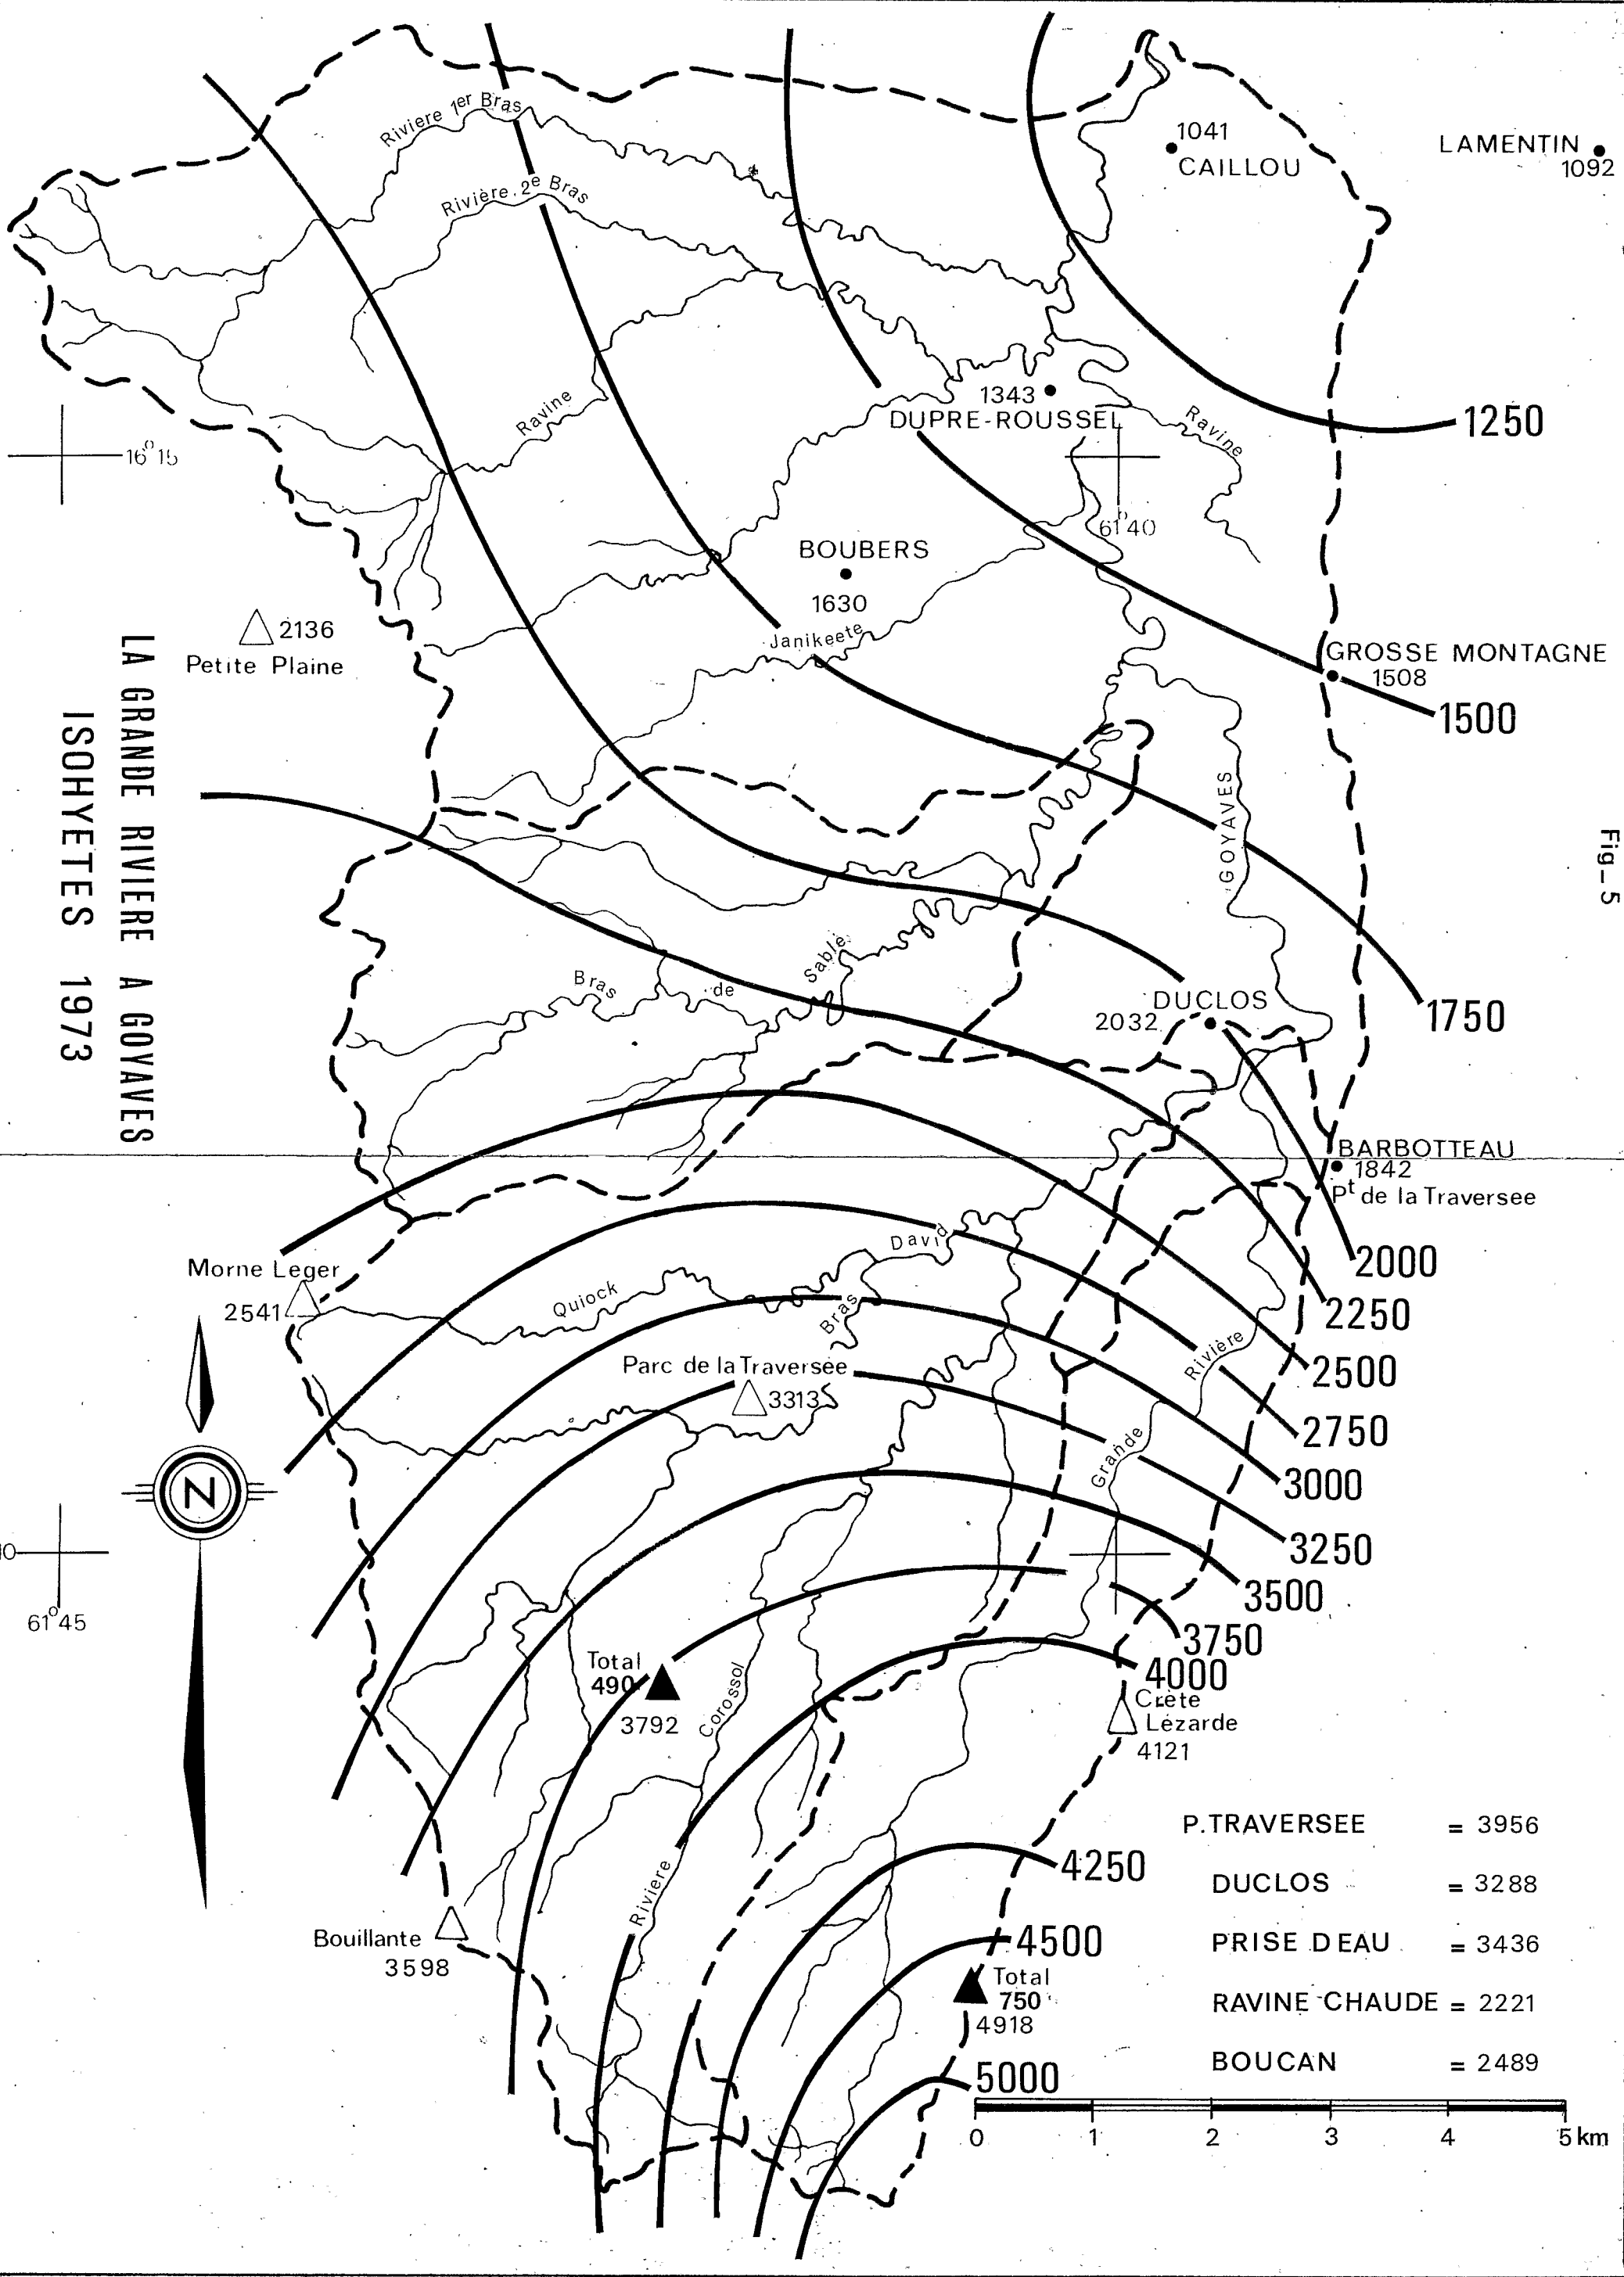 Riviere 1er Bras
1041
CAILLOU
LAMENTIN
1092
Rivière 2e Bras
1343
DUPRE-ROUSSEL
Ravine
Ravine
1250
16° 15
61°40
BOUBERS
1630
Janikeete
2136
Petite Plaine
GROSSE MONTAGNE
1508
1500
LA GRANDE RIVIERE A GOYAVES
ISOHYETES 1973
Fig_5
GOYAVES
Bras de Sable
DUCLOS
2032
1750
BARBOTTEAU
1842
Pt de la Traversee
2000
2250
Morne Leger
2541
Quiock
Bras David
Rivière
2500
Parc de la Traversée
3313
2750
Grande
3000
N
3250
3500
61°45
3750
Total
490
3792
Corossol
4000
Crète
Lézarde
4121
P.TRAVERSEE = 3956
4250
DUCLOS = 3288
Riviere
Bouillante
3598
4500
PRISE D EAU = 3436
Total
750
4918
RAVINE CHAUDE = 2221
BOUCAN = 2489
5000
0 1 2 3 4 5 km